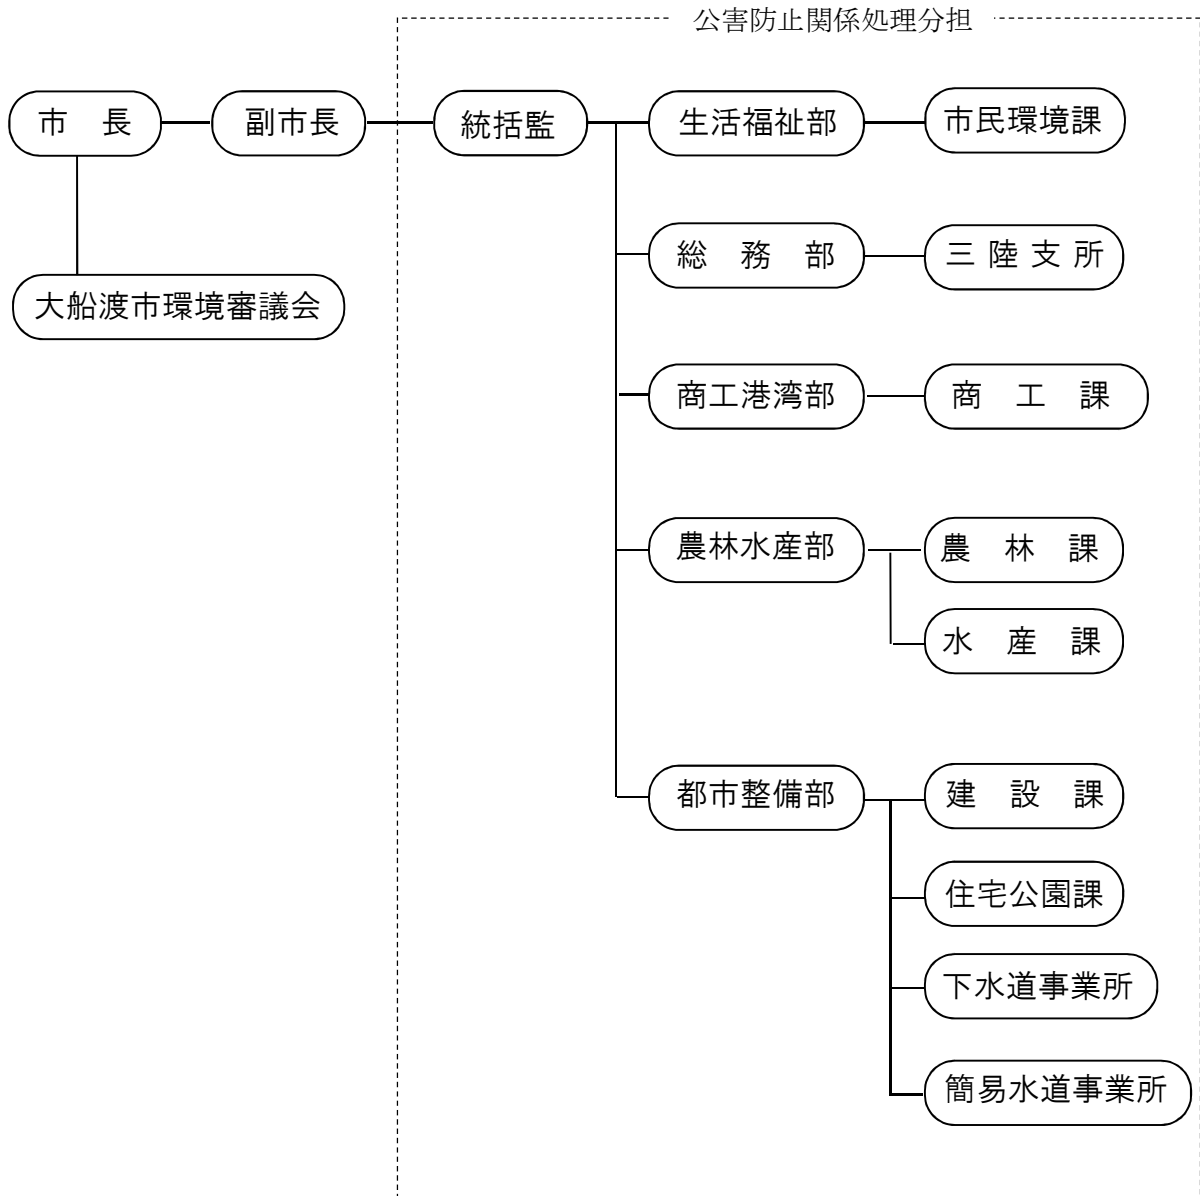 公害防止関係処理分担
市　長
副市長
統括監
生活福祉部
市民環境課
総　務　部
三 陸 支 所
大船渡市環境審議会
商工港湾部
商　工　課
農林水産部
農　林　課
水　産　課
都市整備部
建　設　課
住宅公園課
下水道事業所
簡易水道事業所